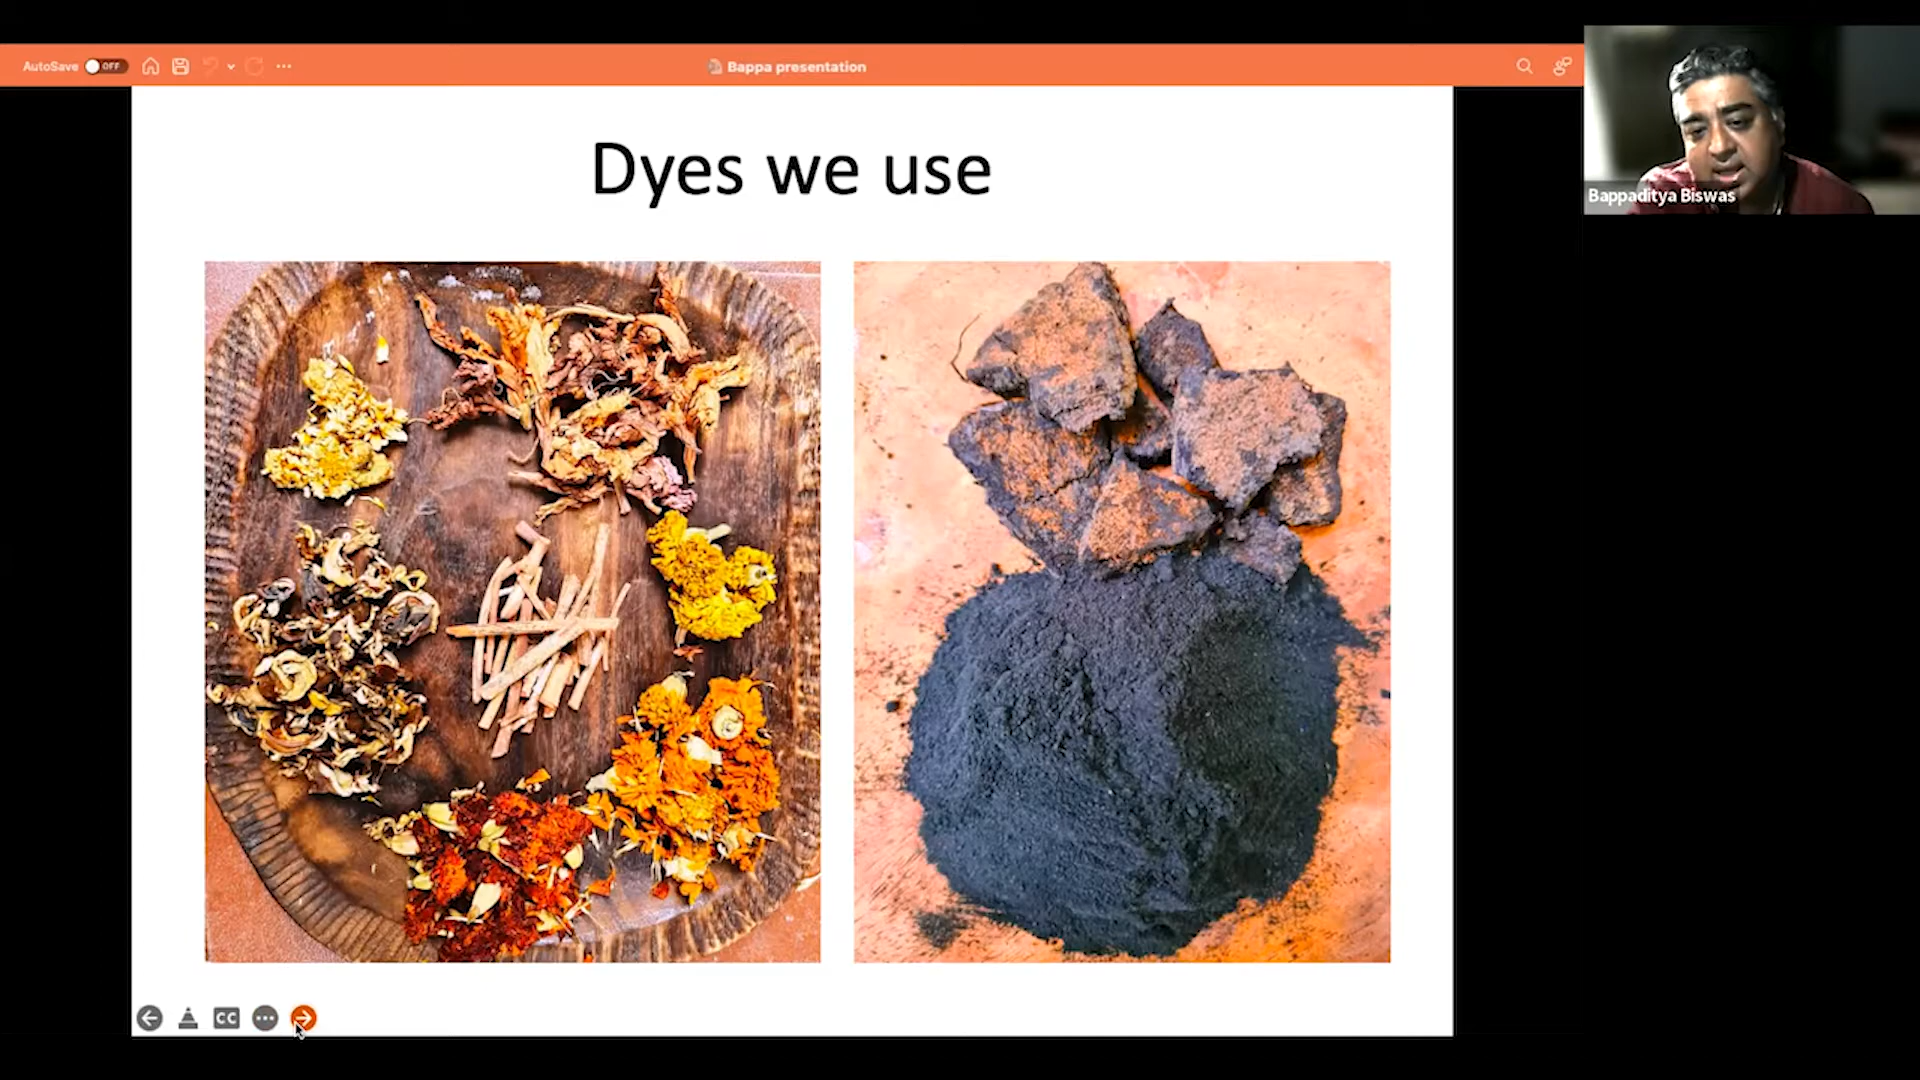 AutoSave OFF
Bappa presentation
Bappaditya Biswas
Dyes we use
CC